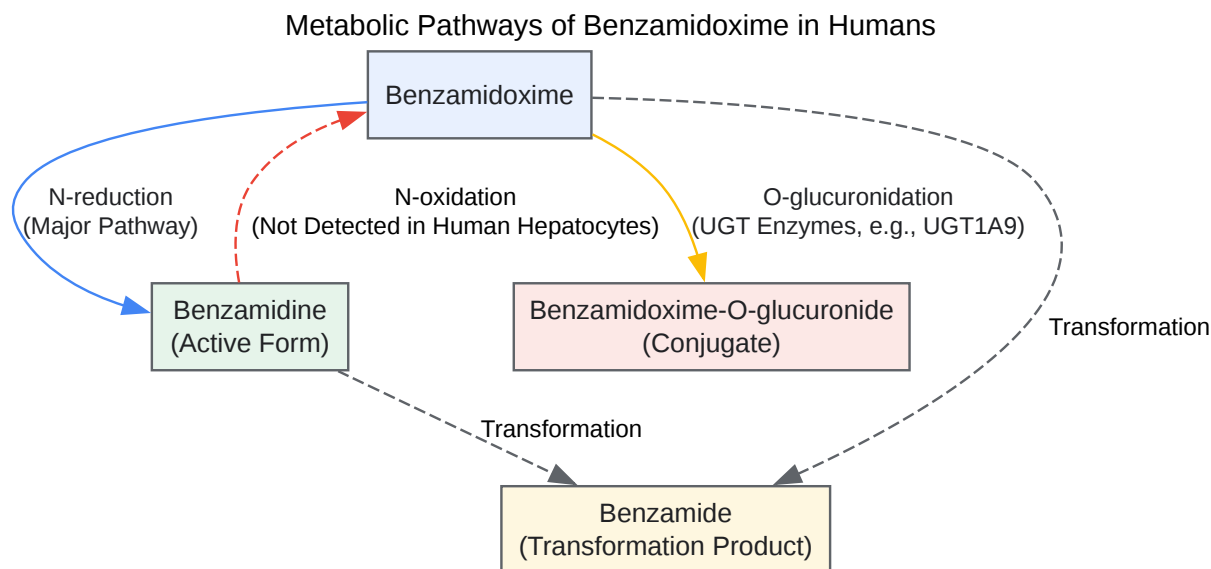 Metabolic Pathways of Benzamidoxime in Humans
Benzamidoxime
N-reduction
(Major Pathway)
N-oxidation
(Not Detected in Human Hepatocytes)
O-glucuronidation
(UGT Enzymes, e.g., UGT1A9)
Benzamidine
(Active Form)
Benzamidoxime-O-glucuronide
(Conjugate)
Transformation
Transformation
Benzamide
(Transformation Product)